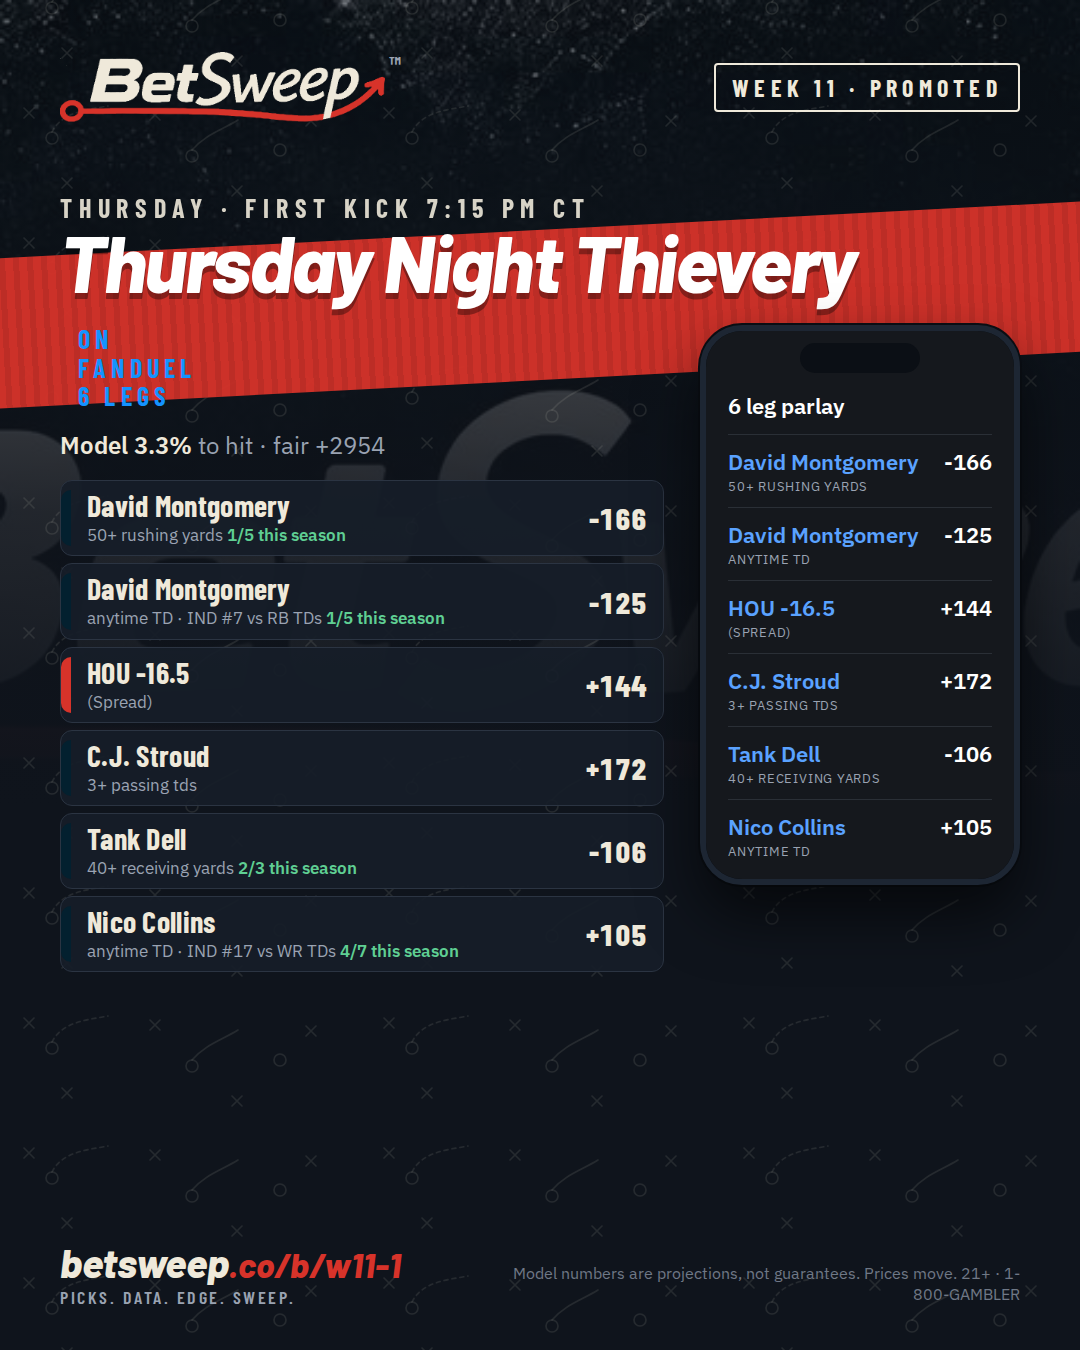 BetSweep™
WEEK 11 · PROMOTED
THURSDAY · FIRST KICK 7:15 PM CT
Thursday Night Thievery
ON
FANDUEL
6 LEGS
Model 3.3% to hit · fair +2954
David Montgomery
50+ rushing yards 1/5 this season
-166
David Montgomery
anytime TD · IND #7 vs RB TDs 1/5 this season
-125
HOU -16.5
(Spread)
+144
C.J. Stroud
3+ passing tds
+172
Tank Dell
40+ receiving yards 2/3 this season
-106
Nico Collins
anytime TD · IND #17 vs WR TDs 4/7 this season
+105
6 leg parlay
David Montgomery -166
50+ RUSHING YARDS
David Montgomery -125
ANYTIME TD
HOU -16.5 +144
(SPREAD)
C.J. Stroud +172
3+ PASSING TDS
Tank Dell -106
40+ RECEIVING YARDS
Nico Collins +105
ANYTIME TD
betsweep.co/b/w11-1
PICKS. DATA. EDGE. SWEEP.
Model numbers are projections, not guarantees. Prices move. 21+ · 1-
800-GAMBLER